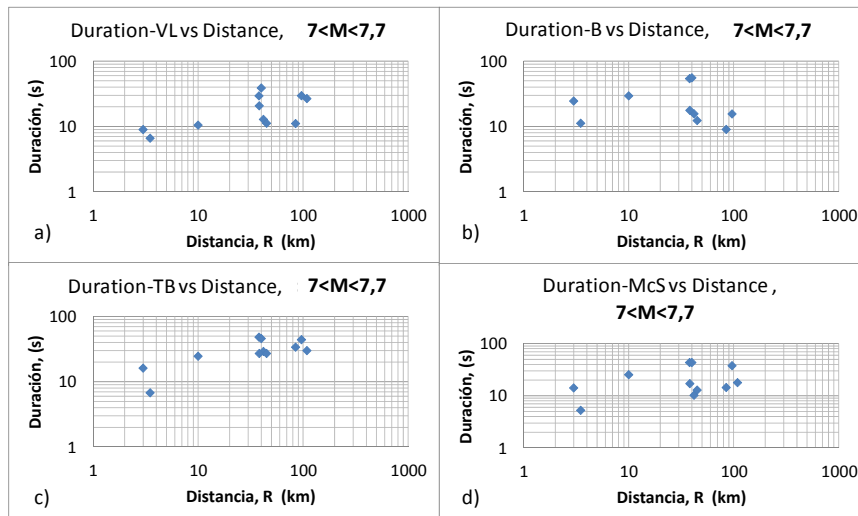 Duration-VL vs Distance, 7<M<7,7
100
10
1
Duración, (s)
1 10 100 1000
a)
Distancia, R (km)
Duration-B vs Distance, 7<M<7,7
100
10
1
Duración, (s)
1 10 100 1000
b)
Distancia, R (km)
Duration-TB vs Distance, 7<M<7,7
100
10
1
Duración, (s)
1 10 100 1000
c)
Distancia, R (km)
Duration-McS vs Distance ,
7<M<7,7
100
10
1
Duración, (s)
1 10 100 1000
d)
Distancia, R (km)